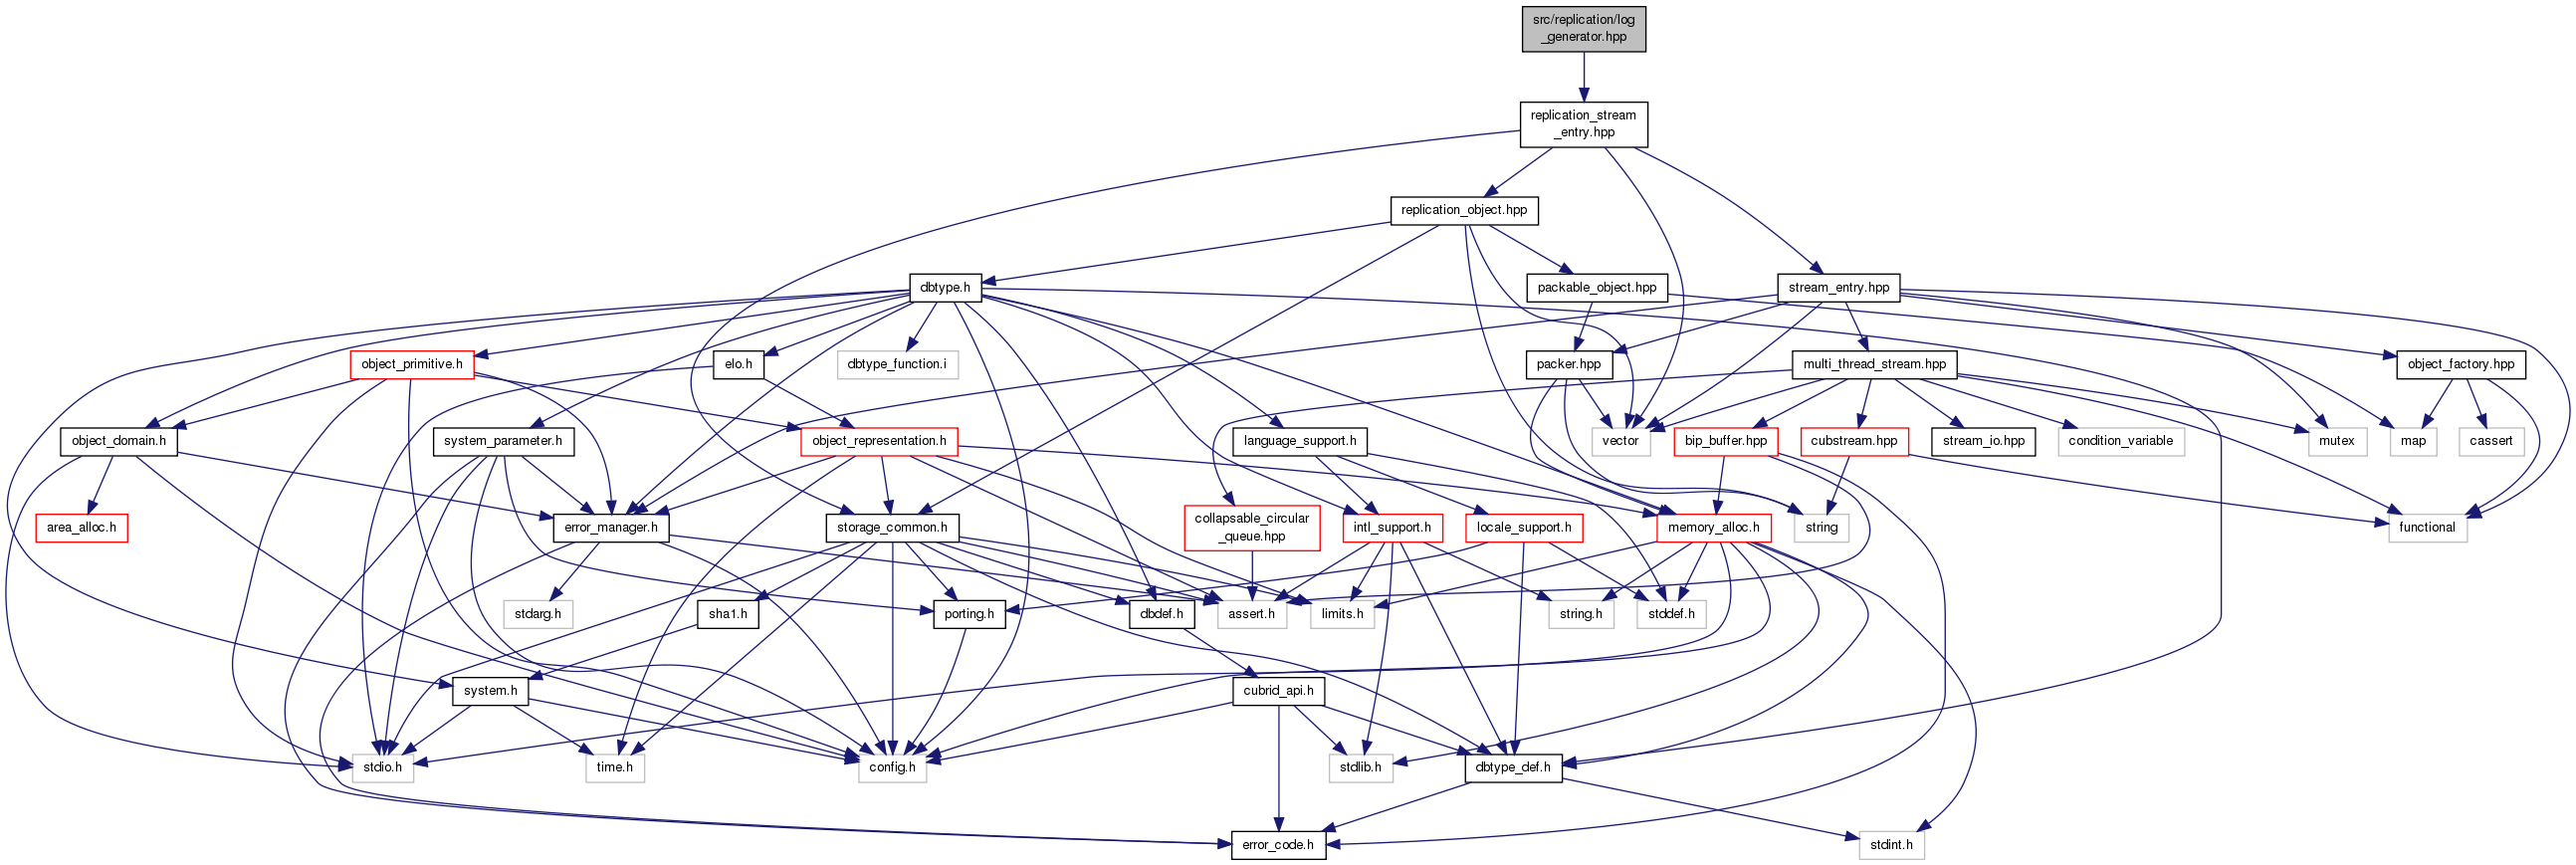 src/replication/log
_generator.hpp
replication_stream
_entry.hpp
replication_object.hpp
dbtype.h
packable_object.hpp
stream_entry.hpp
object_primitive.h
elo.h
dbtype_function.i
packer.hpp
multi_thread_stream.hpp
object_factory.hpp
object_domain.h
system_parameter.h
object_representation.h
language_support.h
vector
bip_buffer.hpp
cubstream.hpp
stream_io.hpp
condition_variable
mutex
map
cassert
area_alloc.h
error_manager.h
storage_common.h
collapsable_circular
_queue.hpp
intl_support.h
locale_support.h
memory_alloc.h
string
functional
stdarg.h
sha1.h
porting.h
dbdef.h
assert.h
limits.h
string.h
stddef.h
system.h
cubrid_api.h
stdio.h
time.h
config.h
stdlib.h
dbtype_def.h
error_code.h
stdint.h